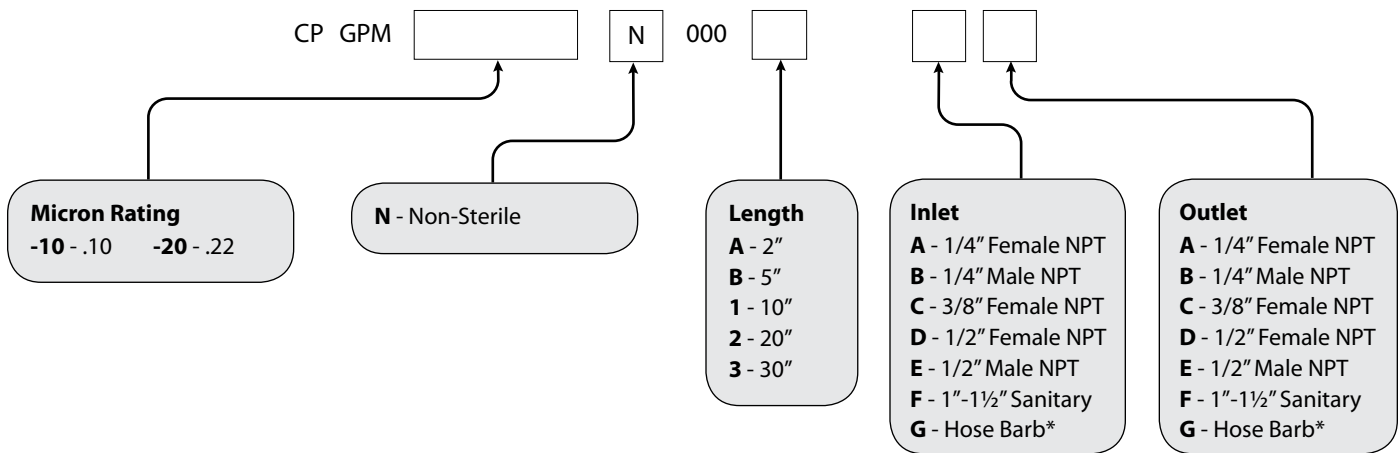 CP GPM N 000
Micron Rating
-10 - .10 -20 - .22
N - Non-Sterile
Length
A - 2”
B - 5”
1 - 10”
2 - 20”
3 - 30”
Inlet
A - 1/4” Female NPT
B - 1/4” Male NPT
C - 3/8” Female NPT
D - 1/2” Female NPT
E - 1/2” Male NPT
F - 1”-1½” Sanitary
G - Hose Barb*
Outlet
A - 1/4” Female NPT
B - 1/4” Male NPT
C - 3/8” Female NPT
D - 1/2” Female NPT
E - 1/2” Male NPT
F - 1”-1½” Sanitary
G - Hose Barb*